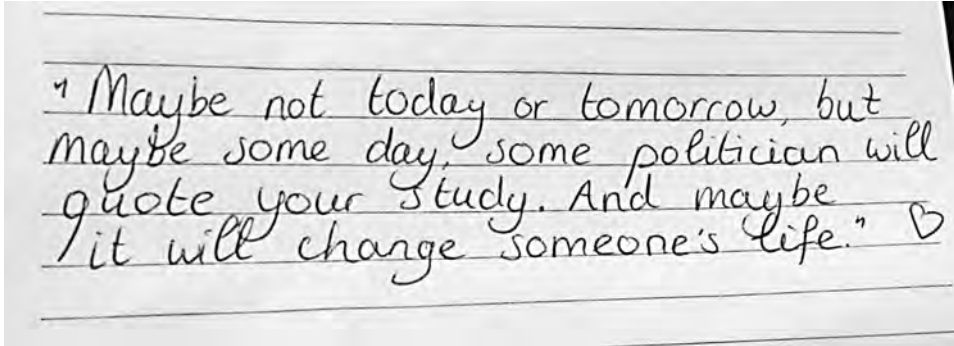 "Maybe not today or tomorrow, but
maybe some day, some politician will
quote your study. And maybe
it will change someone's life." ♡